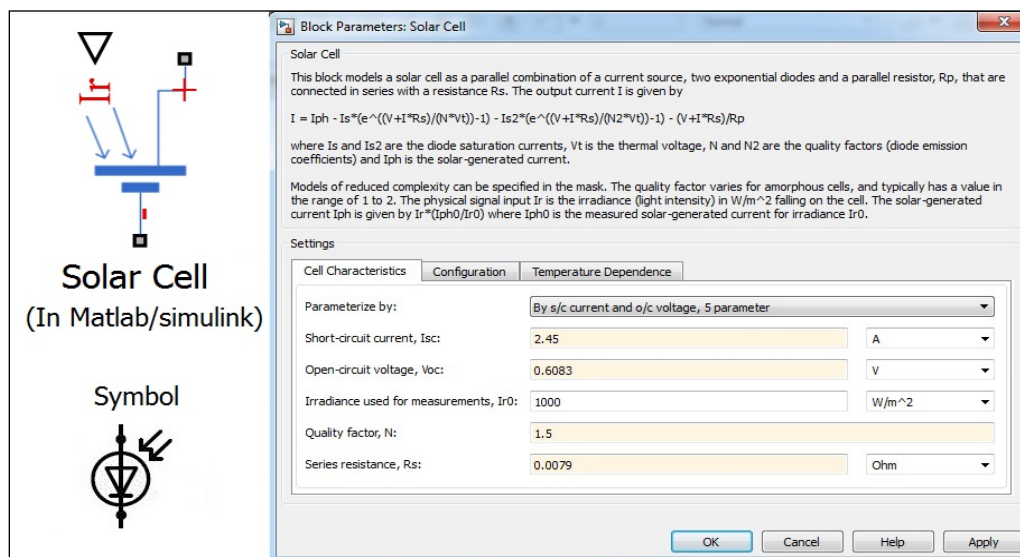 Ir
Solar Cell
(In Matlab/simulink)
Symbol
Block Parameters: Solar Cell
Solar Cell
This block models a solar cell as a parallel combination of a current source, two exponential diodes and a parallel resistor, Rp, that are
connected in series with a resistance Rs. The output current I is given by
I = Iph - Is*(e^((V+I*Rs)/(N*Vt))-1) - Is2*(e^((V+I*Rs)/(N2*Vt))-1) - (V+I*Rs)/Rp
where Is and Is2 are the diode saturation currents, Vt is the thermal voltage, N and N2 are the quality factors (diode emission
coefficients) and Iph is the solar-generated current.
Models of reduced complexity can be specified in the mask. The quality factor varies for amorphous cells, and typically has a value in
the range of 1 to 2. The physical signal input Ir is the irradiance (light intensity) in W/m^2 falling on the cell. The solar-generated
current Iph is given by Ir*(Iph0/Ir0) where Iph0 is the measured solar-generated current for irradiance Ir0.
Settings
Cell Characteristics Configuration Temperature Dependence
Parameterize by: By s/c current and o/c voltage, 5 parameter
Short-circuit current, Isc: 2.45 A
Open-circuit voltage, Voc: 0.6083 V
Irradiance used for measurements, Ir0: 1000 W/m^2
Quality factor, N: 1.5
Series resistance, Rs: 0.0079 Ohm
OK Cancel Help Apply